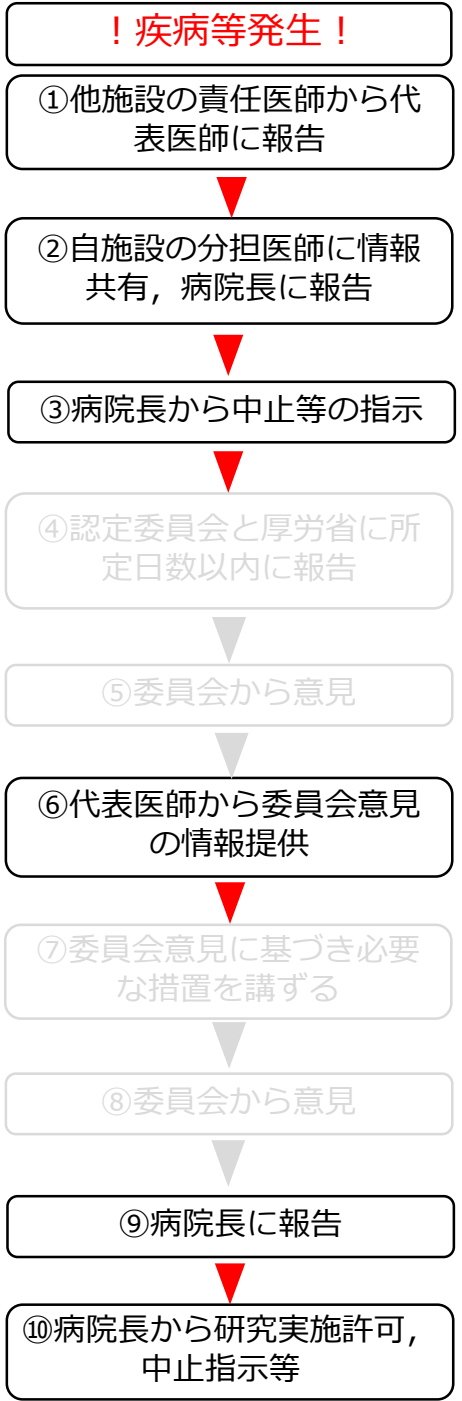 ！疾病等発生！
①他施設の責任医師から代
表医師に報告
②自施設の分担医師に情報
共有，病院長に報告
③病院長から中止等の指示
④認定委員会と厚労省に所
定日数以内に報告
⑤委員会から意見
⑥代表医師から委員会意見
の情報提供
⑦委員会意見に基づき必要
な措置を講ずる
⑧委員会から意見
⑨病院長に報告
⑩病院長から研究実施許可，
中止指示等